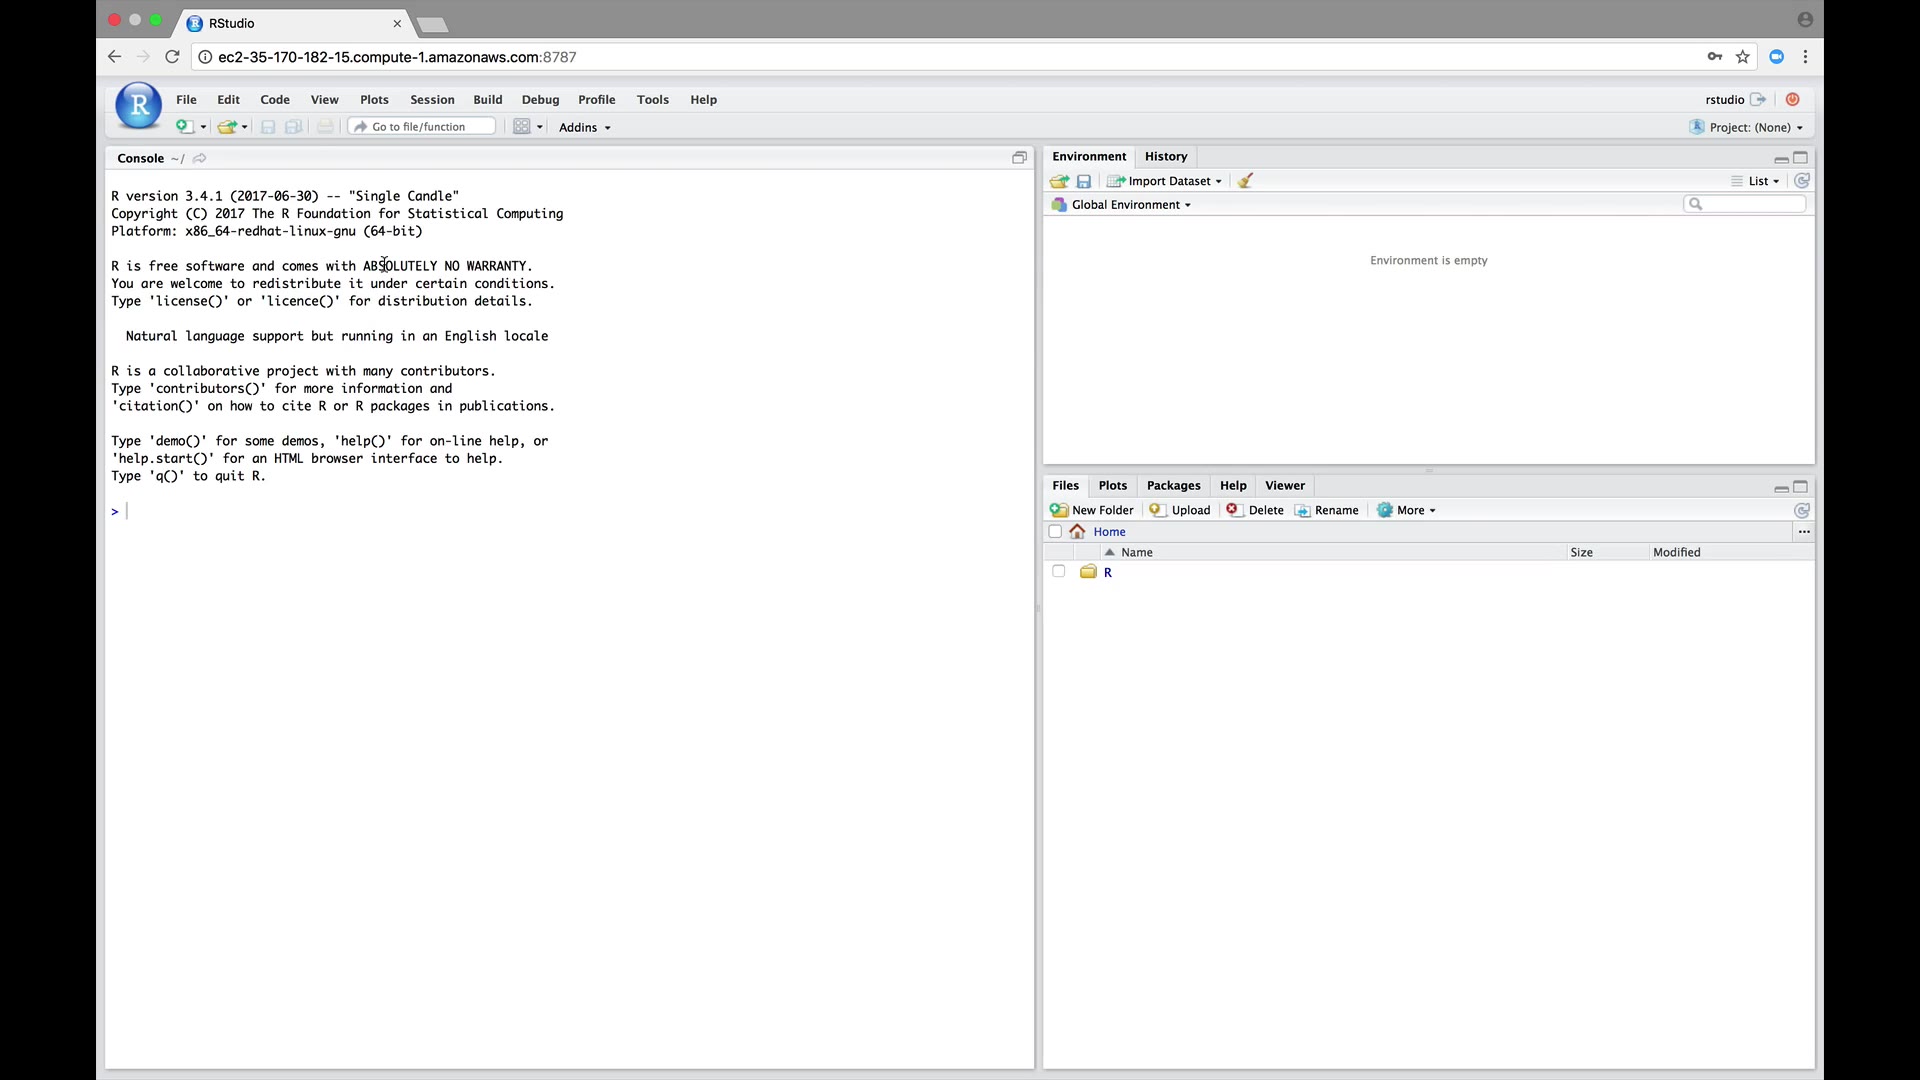 RStudio
ec2-35-170-182-15.compute-1.amazonaws.com:8787
R
File Edit Code View Plots Session Build Debug Profile Tools Help
rstudio
Go to file/function
Addins
Project: (None)
Console ~/
R version 3.4.1 (2017-06-30) -- "Single Candle"
Copyright (C) 2017 The R Foundation for Statistical Computing
Platform: x86_64-redhat-linux-gnu (64-bit)
R is free software and comes with ABSOLUTELY NO WARRANTY.
You are welcome to redistribute it under certain conditions.
Type 'license()' or 'licence()' for distribution details.
Natural language support but running in an English locale
R is a collaborative project with many contributors.
Type 'contributors()' for more information and
'citation()' on how to cite R or R packages in publications.
Type 'demo()' for some demos, 'help()' for on-line help, or
'help.start()' for an HTML browser interface to help.
Type 'q()' to quit R.
>
Environment History
Import Dataset
List
Global Environment
Environment is empty
Files Plots Packages Help Viewer
New Folder Upload Delete Rename More
Home
...
Name Size Modified
R